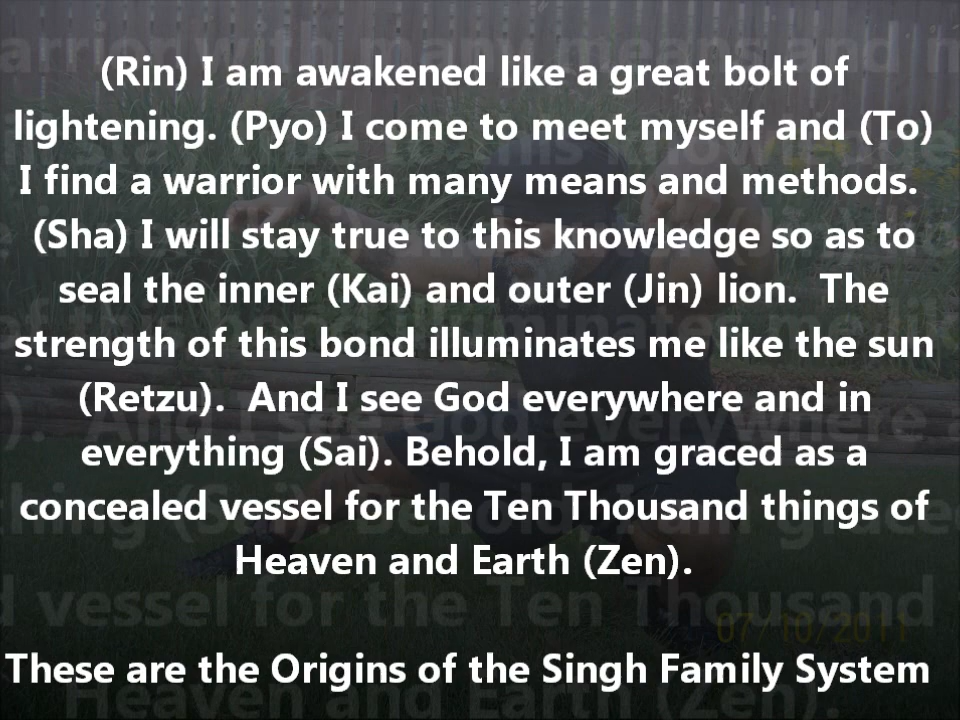 (Rin) I am awakened like a great bolt of
lightening. (Pyo) I come to meet myself and (To)
I find a warrior with many means and methods.
(Sha) I will stay true to this knowledge so as to
seal the inner (Kai) and outer (Jin) lion.  The
strength of this bond illuminates me like the sun
(Retzu).  And I see God everywhere and in
everything (Sai). Behold, I am graced as a
concealed vessel for the Ten Thousand things of
Heaven and Earth (Zen).
07/10/2011
These are the Origins of the Singh Family System